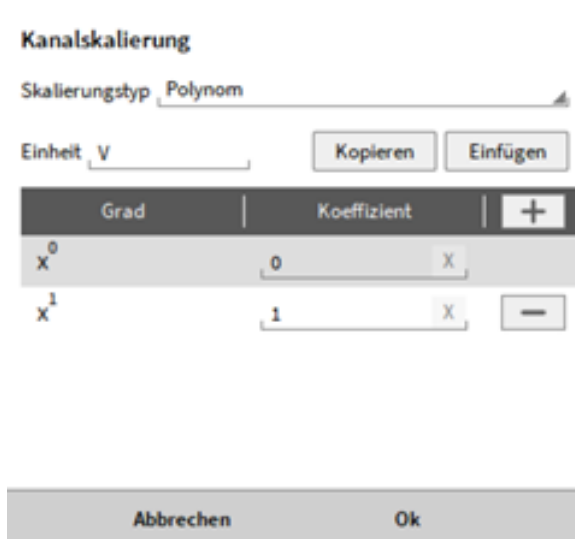 Kanalskalierung
Skalierungstyp Polynom
Einheit V Kopieren Einfügen
Grad Koeffizient +
x⁰ 0 X
x¹ 1 X −
Abbrechen Ok